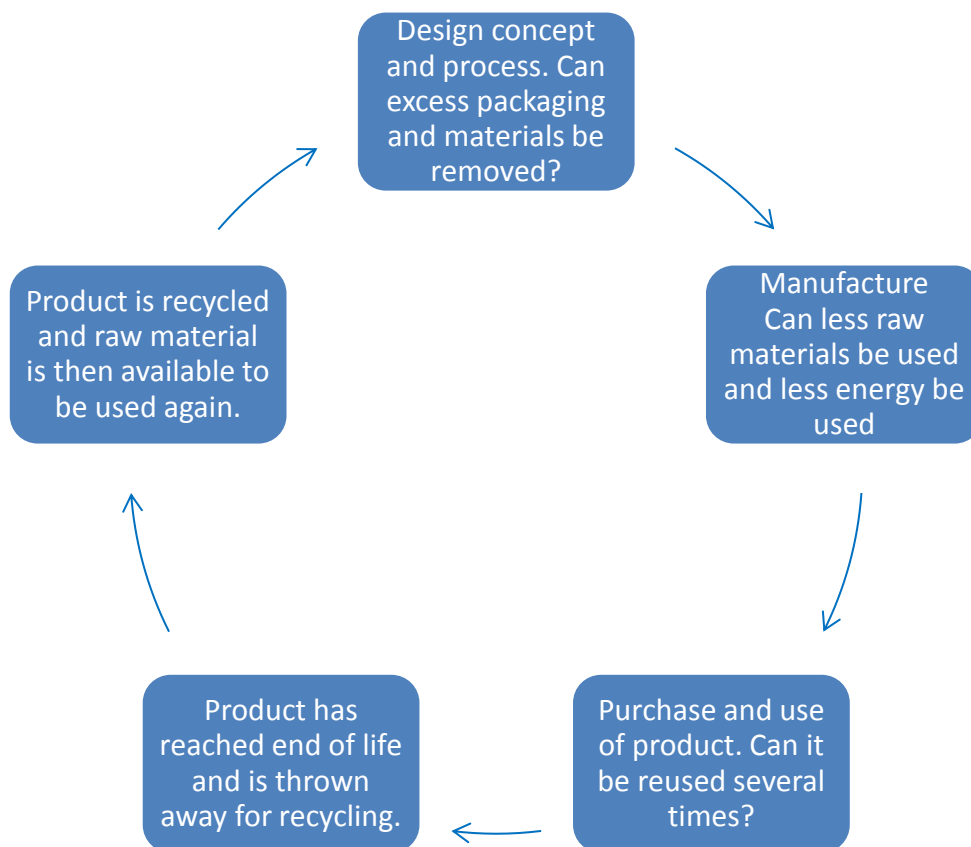 Design concept
and process. Can
excess packaging
and materials be
removed?
Manufacture
Can less raw
materials be used
and less energy be
used
Purchase and use
of product. Can it
be reused several
times?
Product has
reached end of life
and is thrown
away for recycling.
Product is recycled
and raw material
is then available to
be used again.